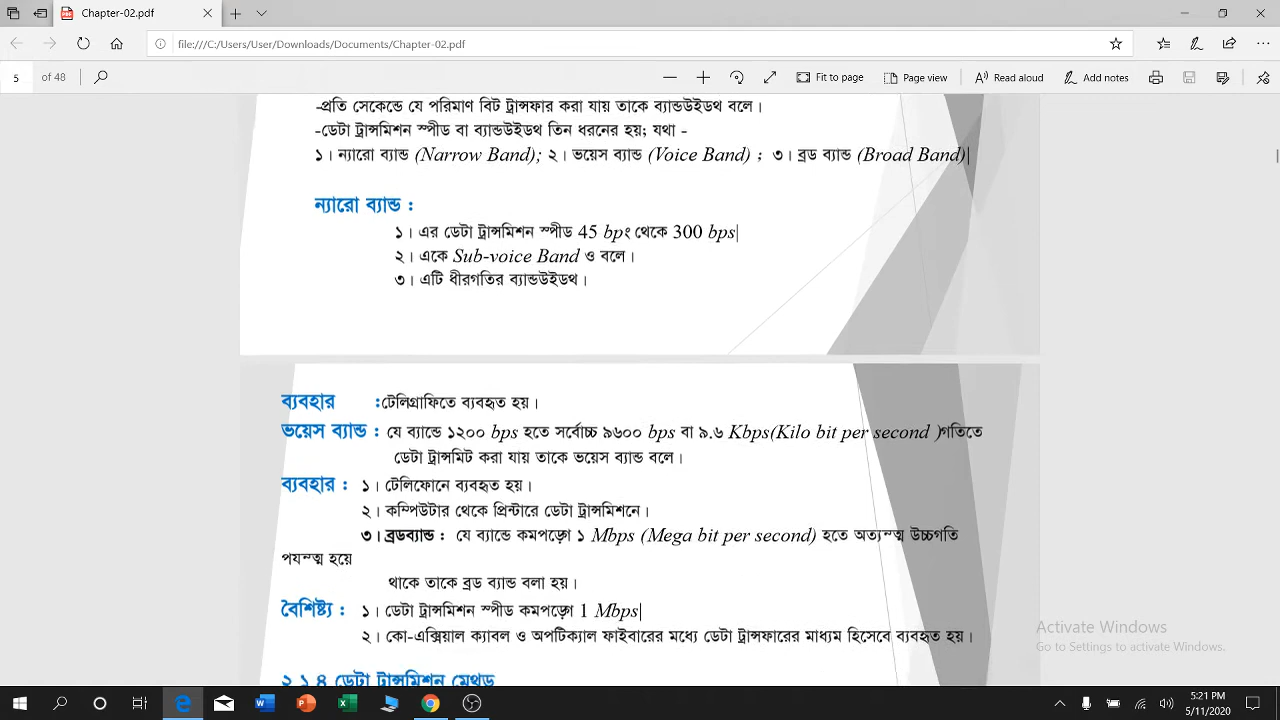 Chapter-02.pdf
file:///C:/Users/User/Downloads/Documents/Chapter-02.pdf
5 of 48 Fit to page Page view Read aloud Add notes
-প্রতি সেকেন্ডে যে পরিমাণ বিট ট্রান্সফার করা যায় তাকে ব্যান্ডউইডথ বলে।
-ডেটা ট্রান্সমিশন স্পীড বা ব্যান্ডউইডথ তিন ধরনের হয়; যথা -
১। ন্যারো ব্যান্ড (Narrow Band); ২। ভয়েস ব্যান্ড (Voice Band) ; ৩। ব্রড ব্যান্ড (Broad Band)|
ন্যারো ব্যান্ড :
১। এর ডেটা ট্রান্সমিশন স্পীড 45 bpং থেকে 300 bps|
২। একে Sub-voice Band ও বলে।
৩। এটি ধীরগতির ব্যান্ডউইডথ।
ব্যবহার :টেলিগ্রাফিতে ব্যবহৃত হয়।
ভয়েস ব্যান্ড : যে ব্যান্ডে ১২০০ bps হতে সর্বোচ্চ ৯৬০০ bps বা ৯.৬ Kbps(Kilo bit per second )গতিতে
ডেটা ট্রান্সমিট করা যায় তাকে ভয়েস ব্যান্ড বলে।
ব্যবহার : ১। টেলিফোনে ব্যবহৃত হয়।
২। কম্পিউটার থেকে প্রিন্টারে ডেটা ট্রান্সমিশনে।
৩। ব্রডব্যান্ড : যে ব্যান্ডে ১ Mbps (Mega bit per second) হতে উচ্চগতি
হয়ে
থাকে তাকে ব্রড ব্যান্ড বলা হয়।
বৈশিষ্ট্য : ১। ডেটা ট্রান্সমিশন স্পীড 1 Mbps|
২। কো-এক্সিয়াল ক্যাবল ও অপটিক্যাল ফাইবারের মধ্যে ডেটা ট্রান্সফারের মাধ্যম হিসেবে ব্যবহৃত হয়।
২.১.৪ ডেটা ট্রান্সমিশন মেথড
Activate Windows
Go to Settings to activate Windows.
5:21 PM
5/11/2020